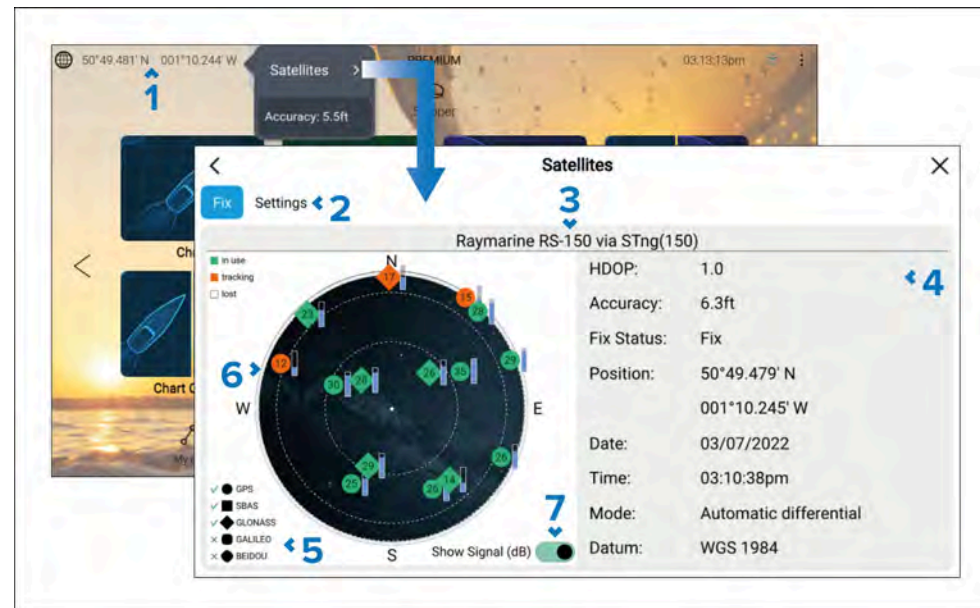 50°49.481' N 001°10.244' W
Satellites >
Accuracy: 5.5ft
PREMIUM
03:13:13pm
1
Satellites
Fix Settings 2
3
Raymarine RS-150 via STng(150)
in use
tracking
lost
N
W
E
S
17
15
28
23
12
29
30
28
26
35
29
25
26
14
26
6
GPS
SBAS
GLONASS
GALILEO
BEIDOU
5
7
Show Signal (dB)
HDOP: 1.0
4
Accuracy: 6.3ft
Fix Status: Fix
Position: 50°49.479' N
001°10.245' W
Date: 03/07/2022
Time: 03:10:38pm
Mode: Automatic differential
Datum: WGS 1984